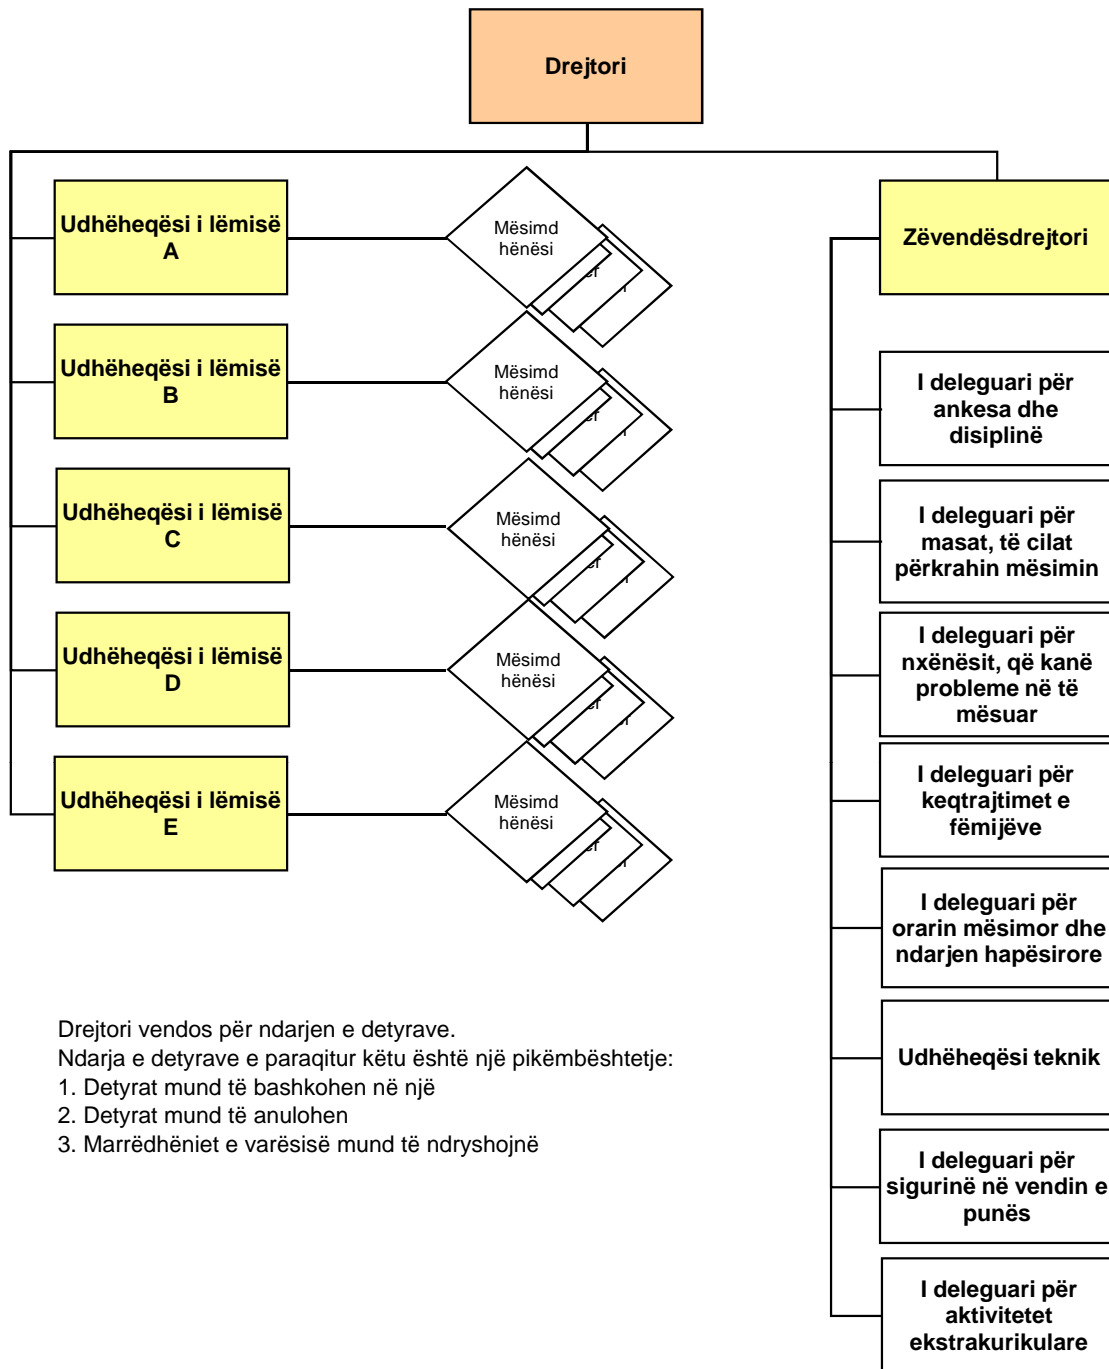 Drejtori
Udhëheqësi i lëmisë
A
Mësimd
hënësi
Zëvendësdrejtori
Udhëheqësi i lëmisë
B
Mësimd
hënësi
I deleguari për
ankesa dhe
disiplinë
Udhëheqësi i lëmisë
C
Mësimd
hënësi
I deleguari për
masat, të cilat
përkrahin mësimin
Udhëheqësi i lëmisë
D
Mësimd
hënësi
I deleguari për
nxënësit, që kanë
probleme në të
mësuar
Udhëheqësi i lëmisë
E
Mësimd
hënësi
I deleguari për
keqtrajtimet e
fëmijëve
I deleguari për
orarin mësimor dhe
ndarjen hapësirore
Drejtori vendos për ndarjen e detyrave.
Ndarja e detyrave e paraqitur këtu është një pikëmbështetje:
1. Detyrat mund të bashkohen në një
2. Detyrat mund të anulohen
3. Marrëdhëniet e varësisë mund të ndryshojnë
Udhëheqësi teknik
I deleguari për
sigurinë në vendin e
punës
I deleguari për
aktivitetet
ekstrakurikulare